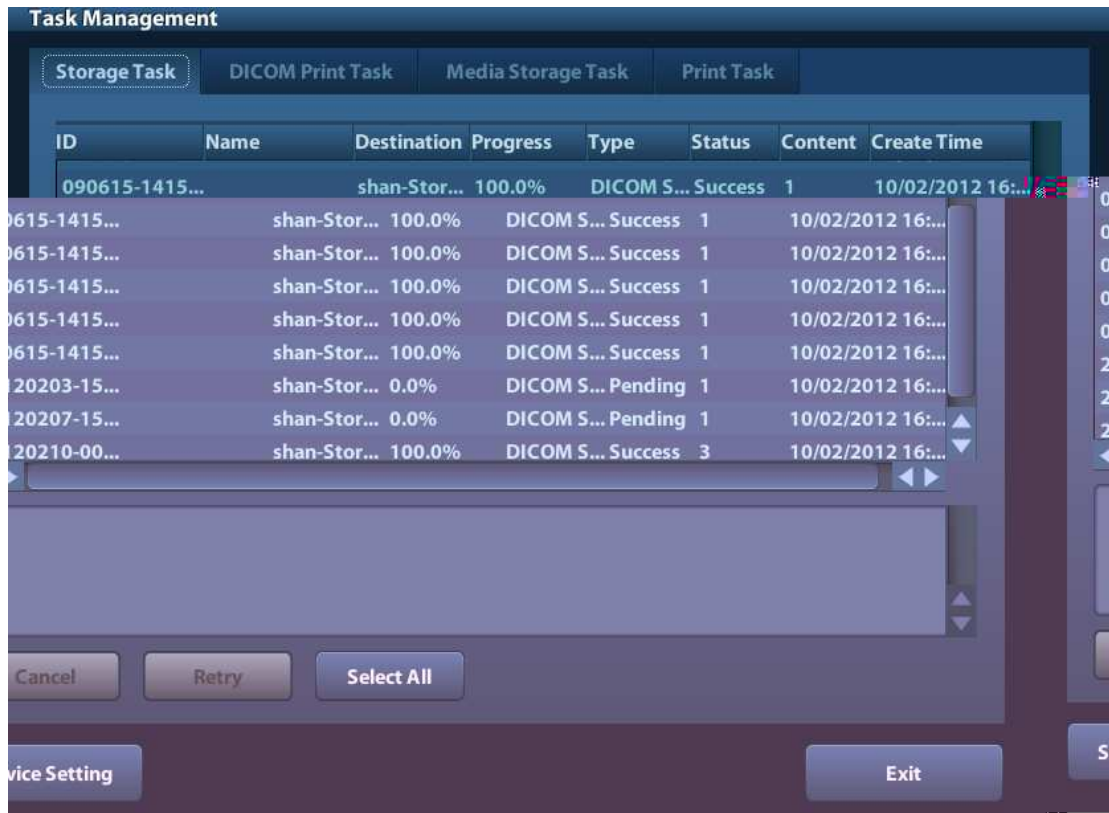 Task Management
Storage Task DICOM Print Task Media Storage Task Print Task
ID Name Destination Progress Type Status Content Create Time
090615-1415... shan-Stor... 100.0% DICOM S... Success 1 10/02/2012 16:...
0615-1415... shan-Stor... 100.0% DICOM S... Success 1 10/02/2012 16:...
0615-1415... shan-Stor... 100.0% DICOM S... Success 1 10/02/2012 16:...
0615-1415... shan-Stor... 100.0% DICOM S... Success 1 10/02/2012 16:...
0615-1415... shan-Stor... 100.0% DICOM S... Success 1 10/02/2012 16:...
0615-1415... shan-Stor... 100.0% DICOM S... Success 1 10/02/2012 16:...
120203-15... shan-Stor... 0.0% DICOM S... Pending 1 10/02/2012 16:...
120207-15... shan-Stor... 0.0% DICOM S... Pending 1 10/02/2012 16:...
120210-00... shan-Stor... 100.0% DICOM S... Success 3 10/02/2012 16:...
Cancel Retry Select All
vice Setting Exit S